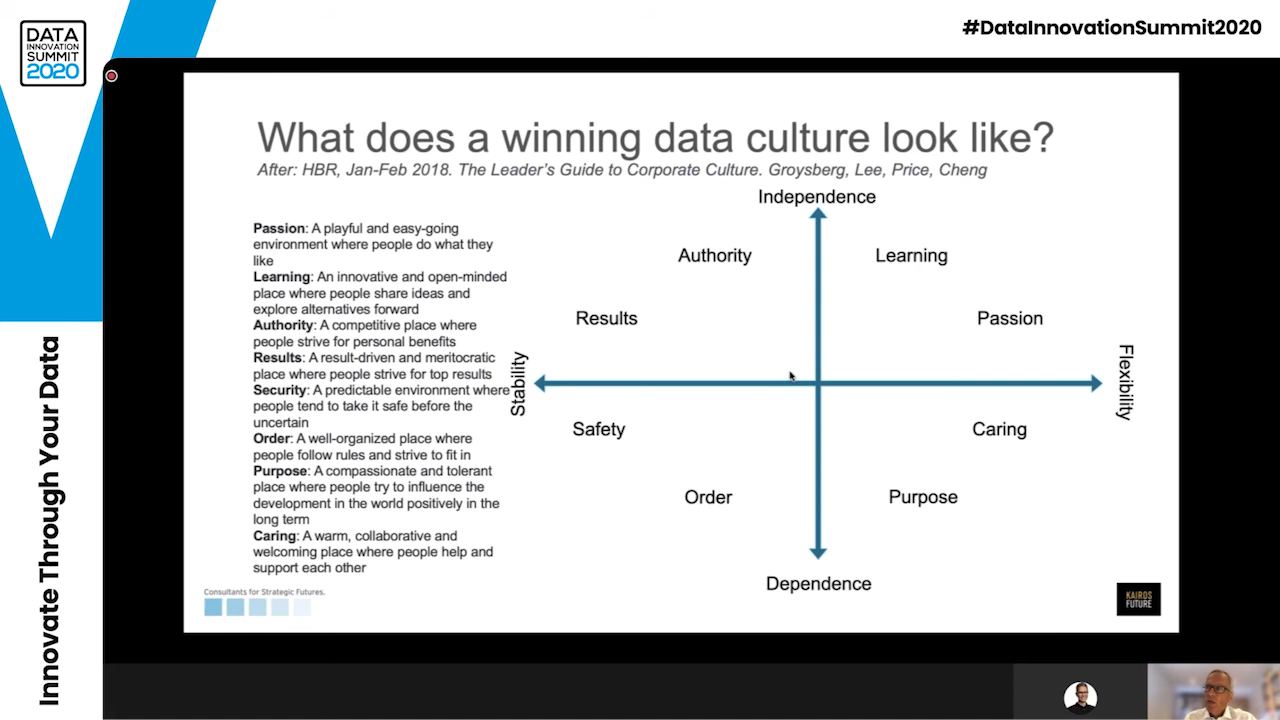 DATA
INNOVATION
SUMMIT
2020
#DataInnovationSummit2020
Innovate Through Your Data
What does a winning data culture look like?
After: HBR, Jan-Feb 2018. The Leader's Guide to Corporate Culture. Groysberg, Lee, Price, Cheng
Passion: A playful and easy-going
environment where people do what they
like
Learning: An innovative and open-minded
place where people share ideas and
explore alternatives forward
Authority: A competitive place where
people strive for personal benefits
Results: A result-driven and meritocratic
place where people strive for top results
Security: A predictable environment where
people tend to take it safe before the
uncertain
Order: A well-organized place where
people follow rules and strive to fit in
Purpose: A compassionate and tolerant
place where people try to influence the
development in the world positively in the
long term
Caring: A warm, collaborative and
welcoming place where people help and
support each other
Independence
Authority
Learning
Results
Passion
Stability
Flexibility
Safety
Caring
Order
Purpose
Dependence
Consultants for Strategic Futures.
KAIROS
FUTURE